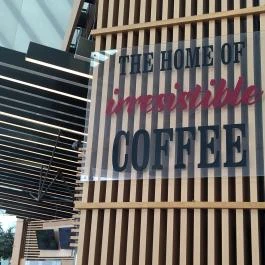 THE HOME OF
irresistible
COFFEE